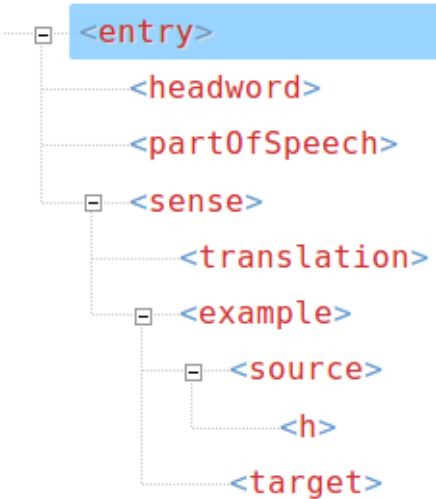 <entry>
<headword>
<partOfSpeech>
<sense>
<translation>
<example>
<source>
<h>
<target>